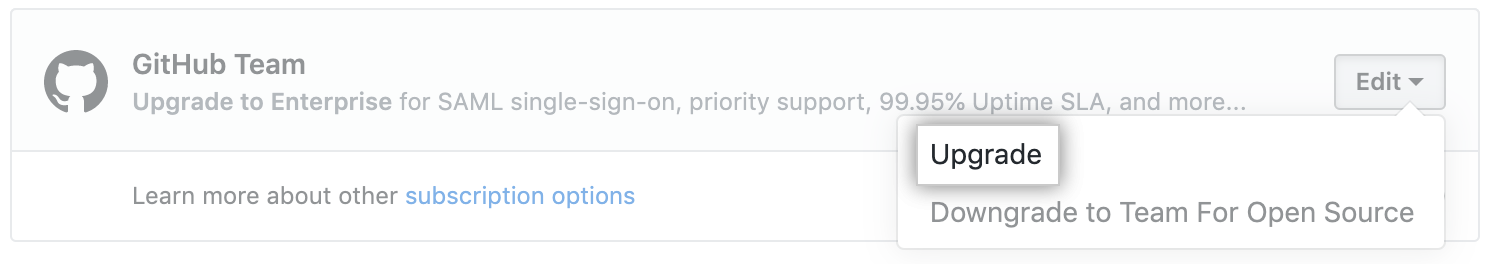 GitHub Team
Edit
Upgrade to Enterprise for SAML single-sign-on, priority support, 99.95% Uptime SLA, and more...
Upgrade
Learn more about other subscription options
Downgrade to Team For Open Source